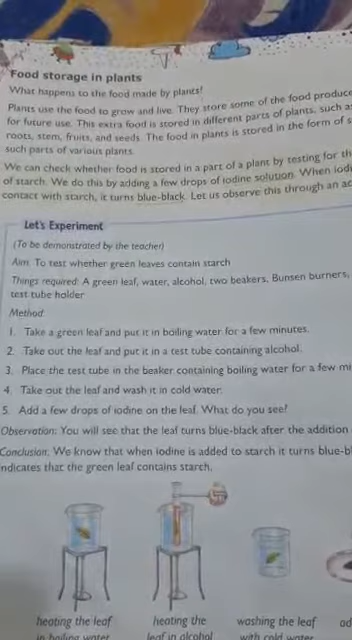 Food storage in plants
What happens to the food made by plants?
Plants use the food to grow and live. They store some of the food produce
for future use. This extra food is stored in different parts of plants, such as
roots, stem, fruits, and seeds. The food in plants is stored in the form of s
such parts of various plants.
We can check whether food is stored in a part of a plant by testing for th
of starch. We do this by adding a few drops of iodine solution. When iodi
contact with starch, it turns blue-black. Let us observe this through an ac
Let's Experiment
(To be demonstrated by the teacher)
Aim: To test whether green leaves contain starch
Things required: A green leaf, water, alcohol, two beakers, Bunsen burners,
test tube holder
Method:
1. Take a green leaf and put it in boiling water for a few minutes.
2. Take out the leaf and put it in a test tube containing alcohol.
3. Place the test tube in the beaker containing boiling water for a few mi
4. Take out the leaf and wash it in cold water.
5. Add a few drops of iodine on the leaf. What do you see?
Observation: You will see that the leaf turns blue-black after the addition
Conclusion: We know that when iodine is added to starch it turns blue-b
indicates that the green leaf contains starch.
heating the leaf
in boiling water
heating the
leaf in alcohol
washing the leaf
with cold water
ad